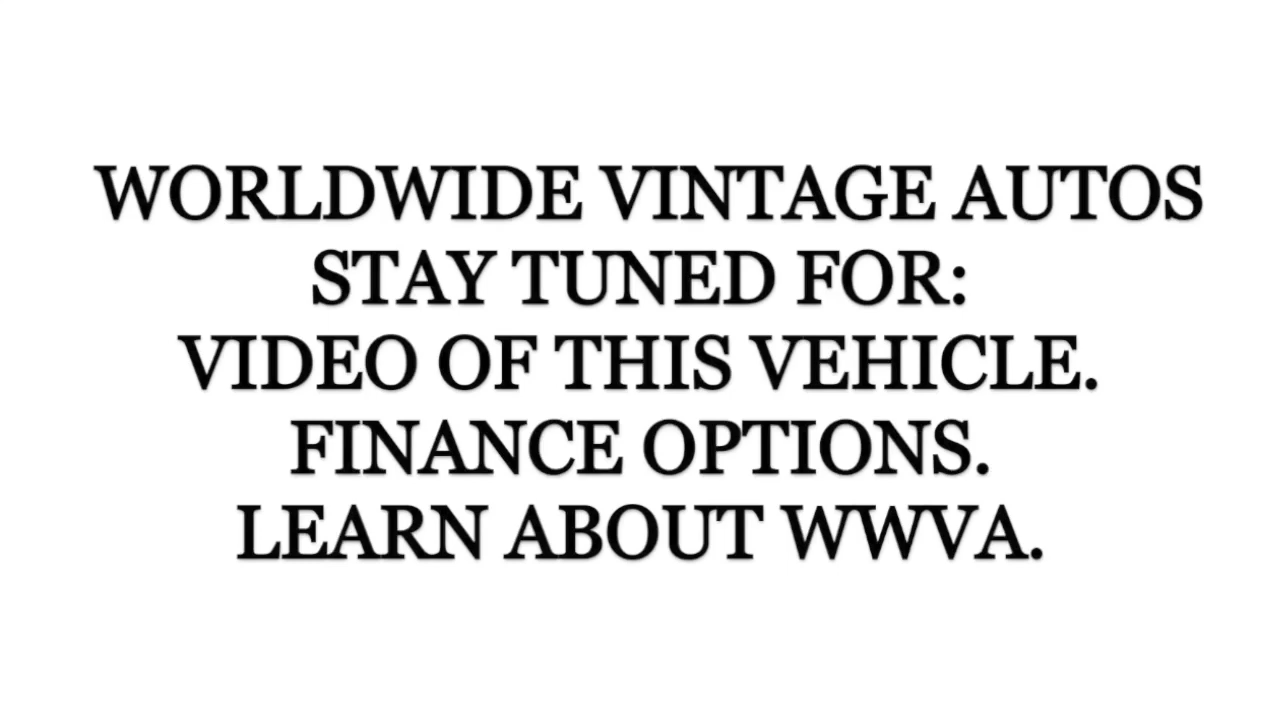 WORLDWIDE VINTAGE AUTOS
STAY TUNED FOR:
VIDEO OF THIS VEHICLE.
FINANCE OPTIONS.
LEARN ABOUT WWVA.